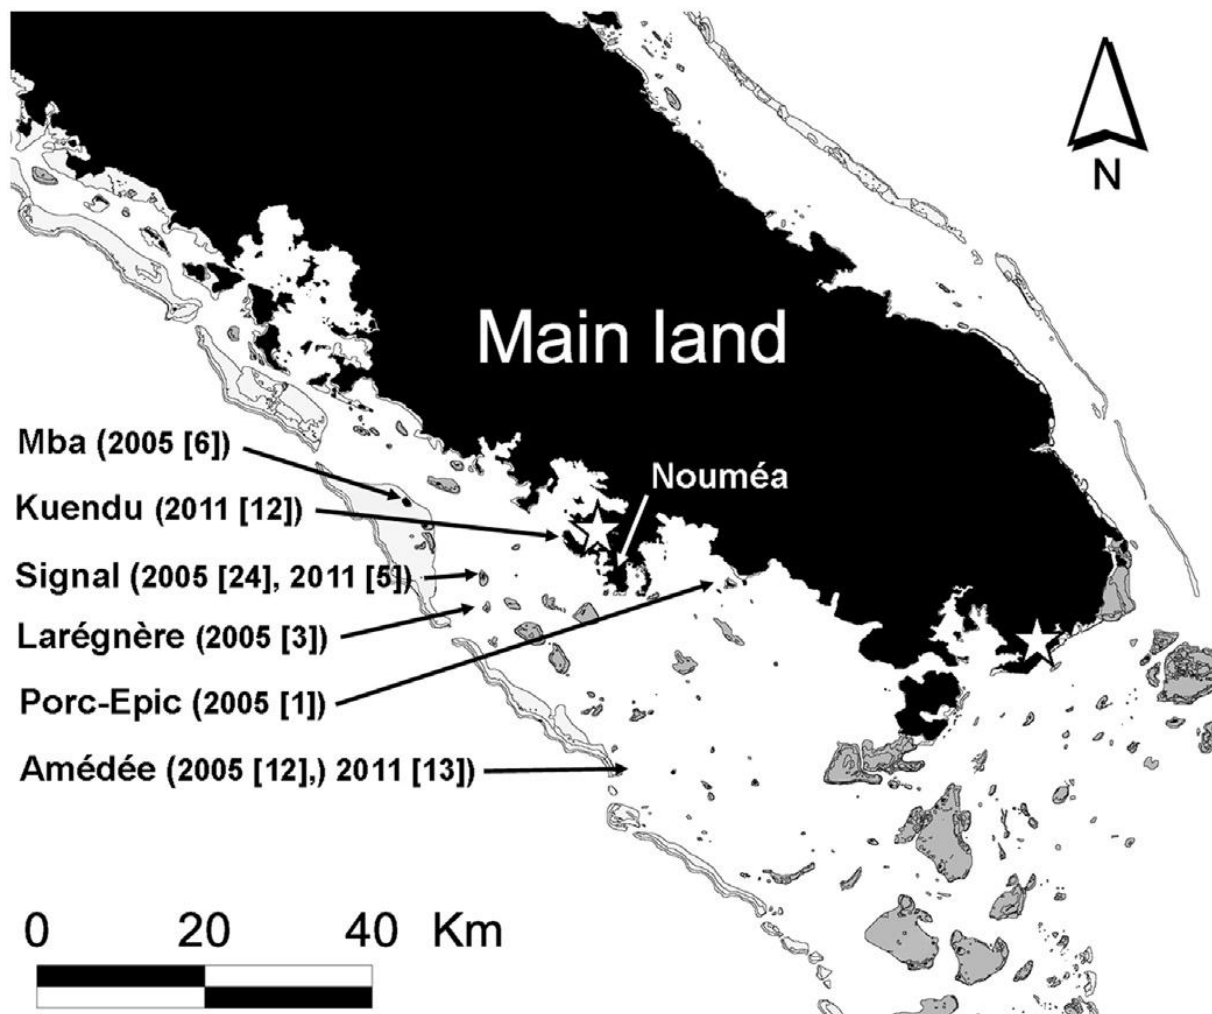 N
Main land
Mba (2005 [6])
Nouméa
Kuendu (2011 [12])
Signal (2005 [24], 2011 [5])
Larégnère (2005 [3])
Porc-Epic (2005 [1])
Amédée (2005 [12],) 2011 [13])
0 20 40 Km